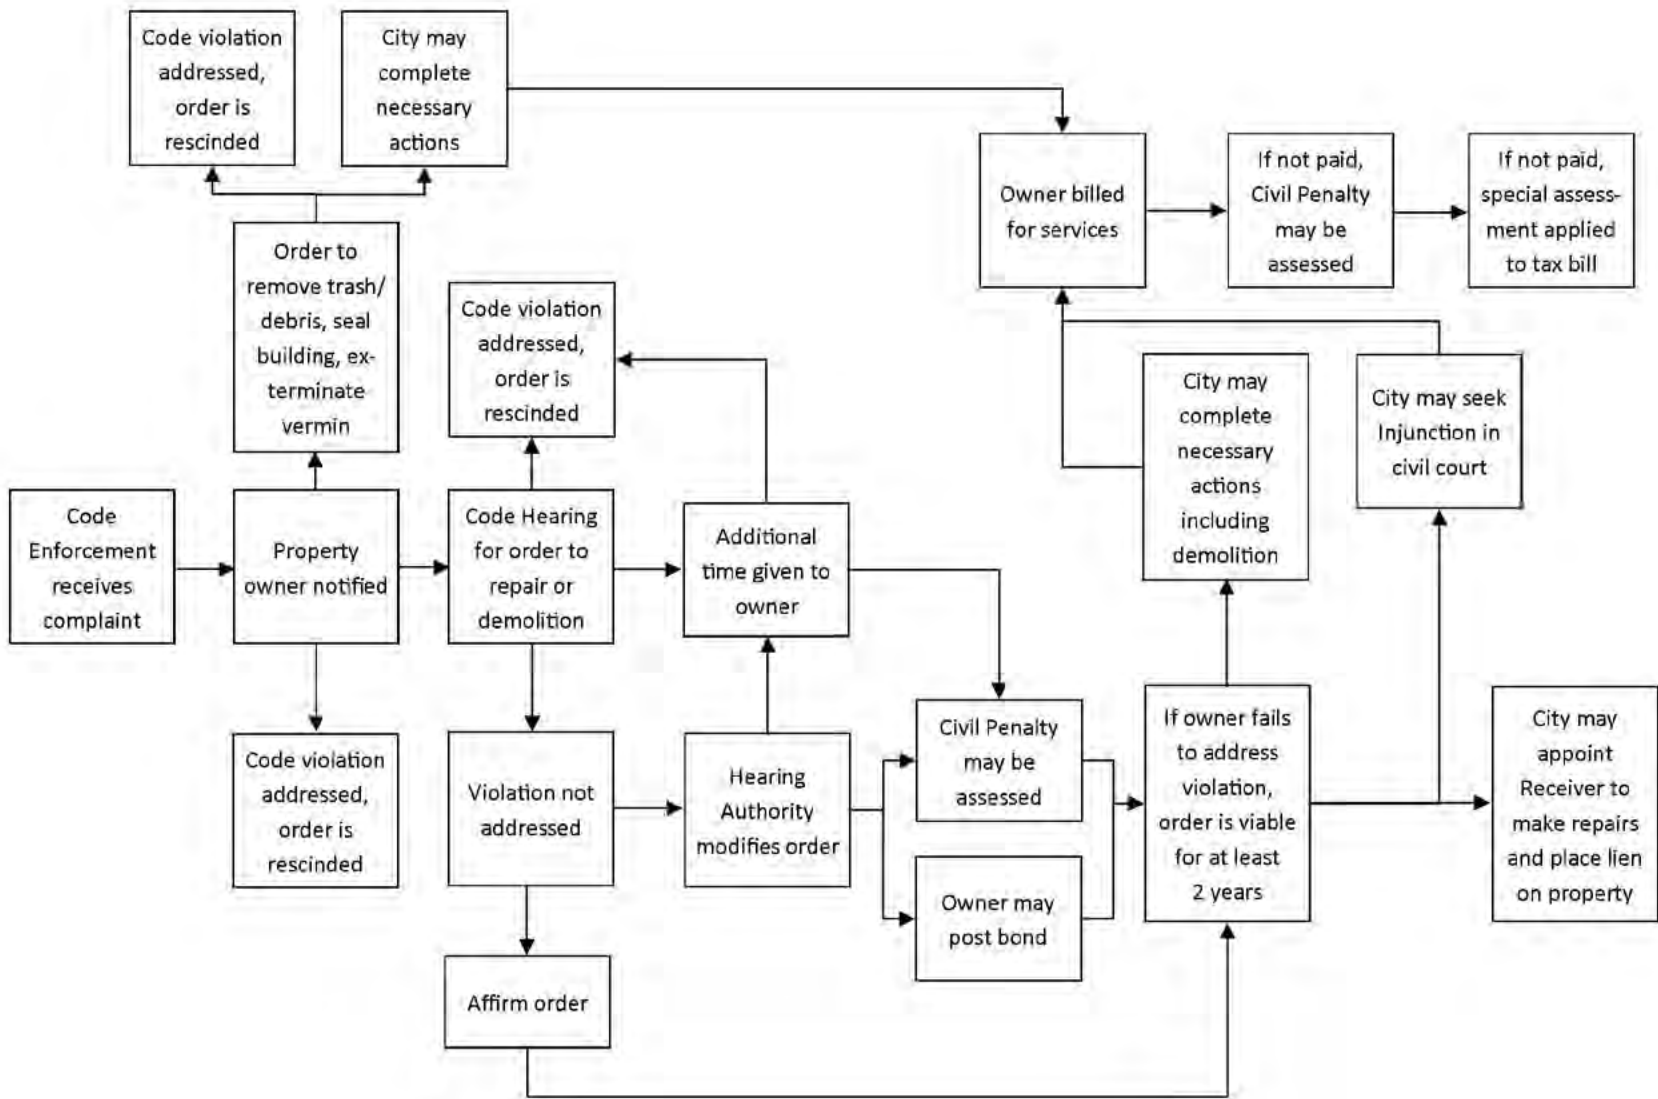 Code violation
addressed,
order is
rescinded
City may
complete
necessary
actions
Owner billed
for services
If not paid,
Civil Penalty
may be
assessed
If not paid,
special assess-
ment applied
to tax bill
Order to
remove trash/
debris, seal
building, ex-
terminate
vermin
Code violation
addressed,
order is
rescinded
City may
complete
necessary
actions
including
demolition
City may seek
Injunction in
civil court
Code
Enforcement
receives
complaint
Property
owner notified
Code Hearing
for order to
repair or
demolition
Additional
time given to
owner
Code violation
addressed,
order is
rescinded
Violation not
addressed
Hearing
Authority
modifies order
Civil Penalty
may be
assessed
Owner may
post bond
If owner fails
to address
violation,
order is viable
for at least
2 years
City may
appoint
Receiver to
make repairs
and place lien
on property
Affirm order